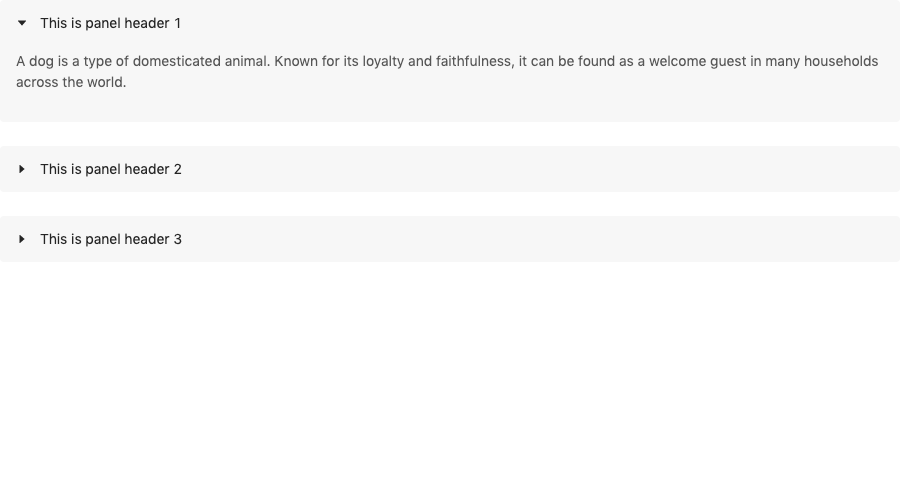 This is panel header 1
A dog is a type of domesticated animal. Known for its loyalty and faithfulness, it can be found as a welcome guest in many households
across the world.
This is panel header 2
This is panel header 3